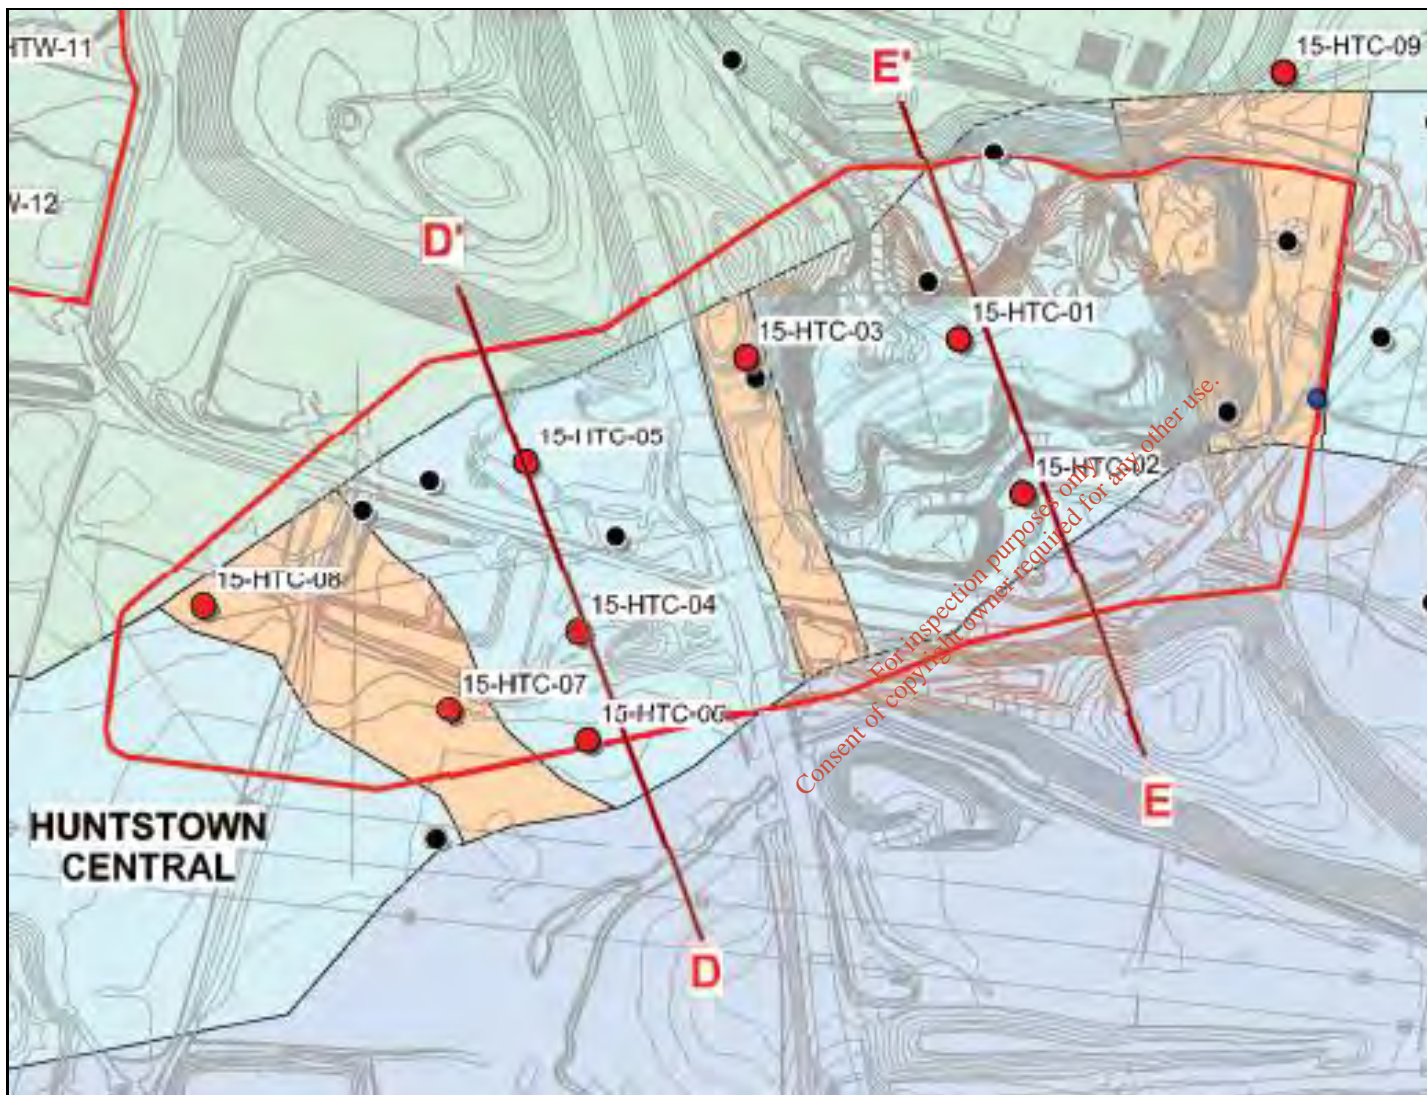 HTW-11
E'
15-HTC-09
W-12
D'
15-HTC-01
15-HTC-03
15-HTC-05
15-HTC-02
15-HTC-08
15-HTC-04
15-HTC-07
15-HTC-06
For inspection purposes only.
Consent of copyright owner required for any other use.
E
HUNTSTOWN
CENTRAL
D